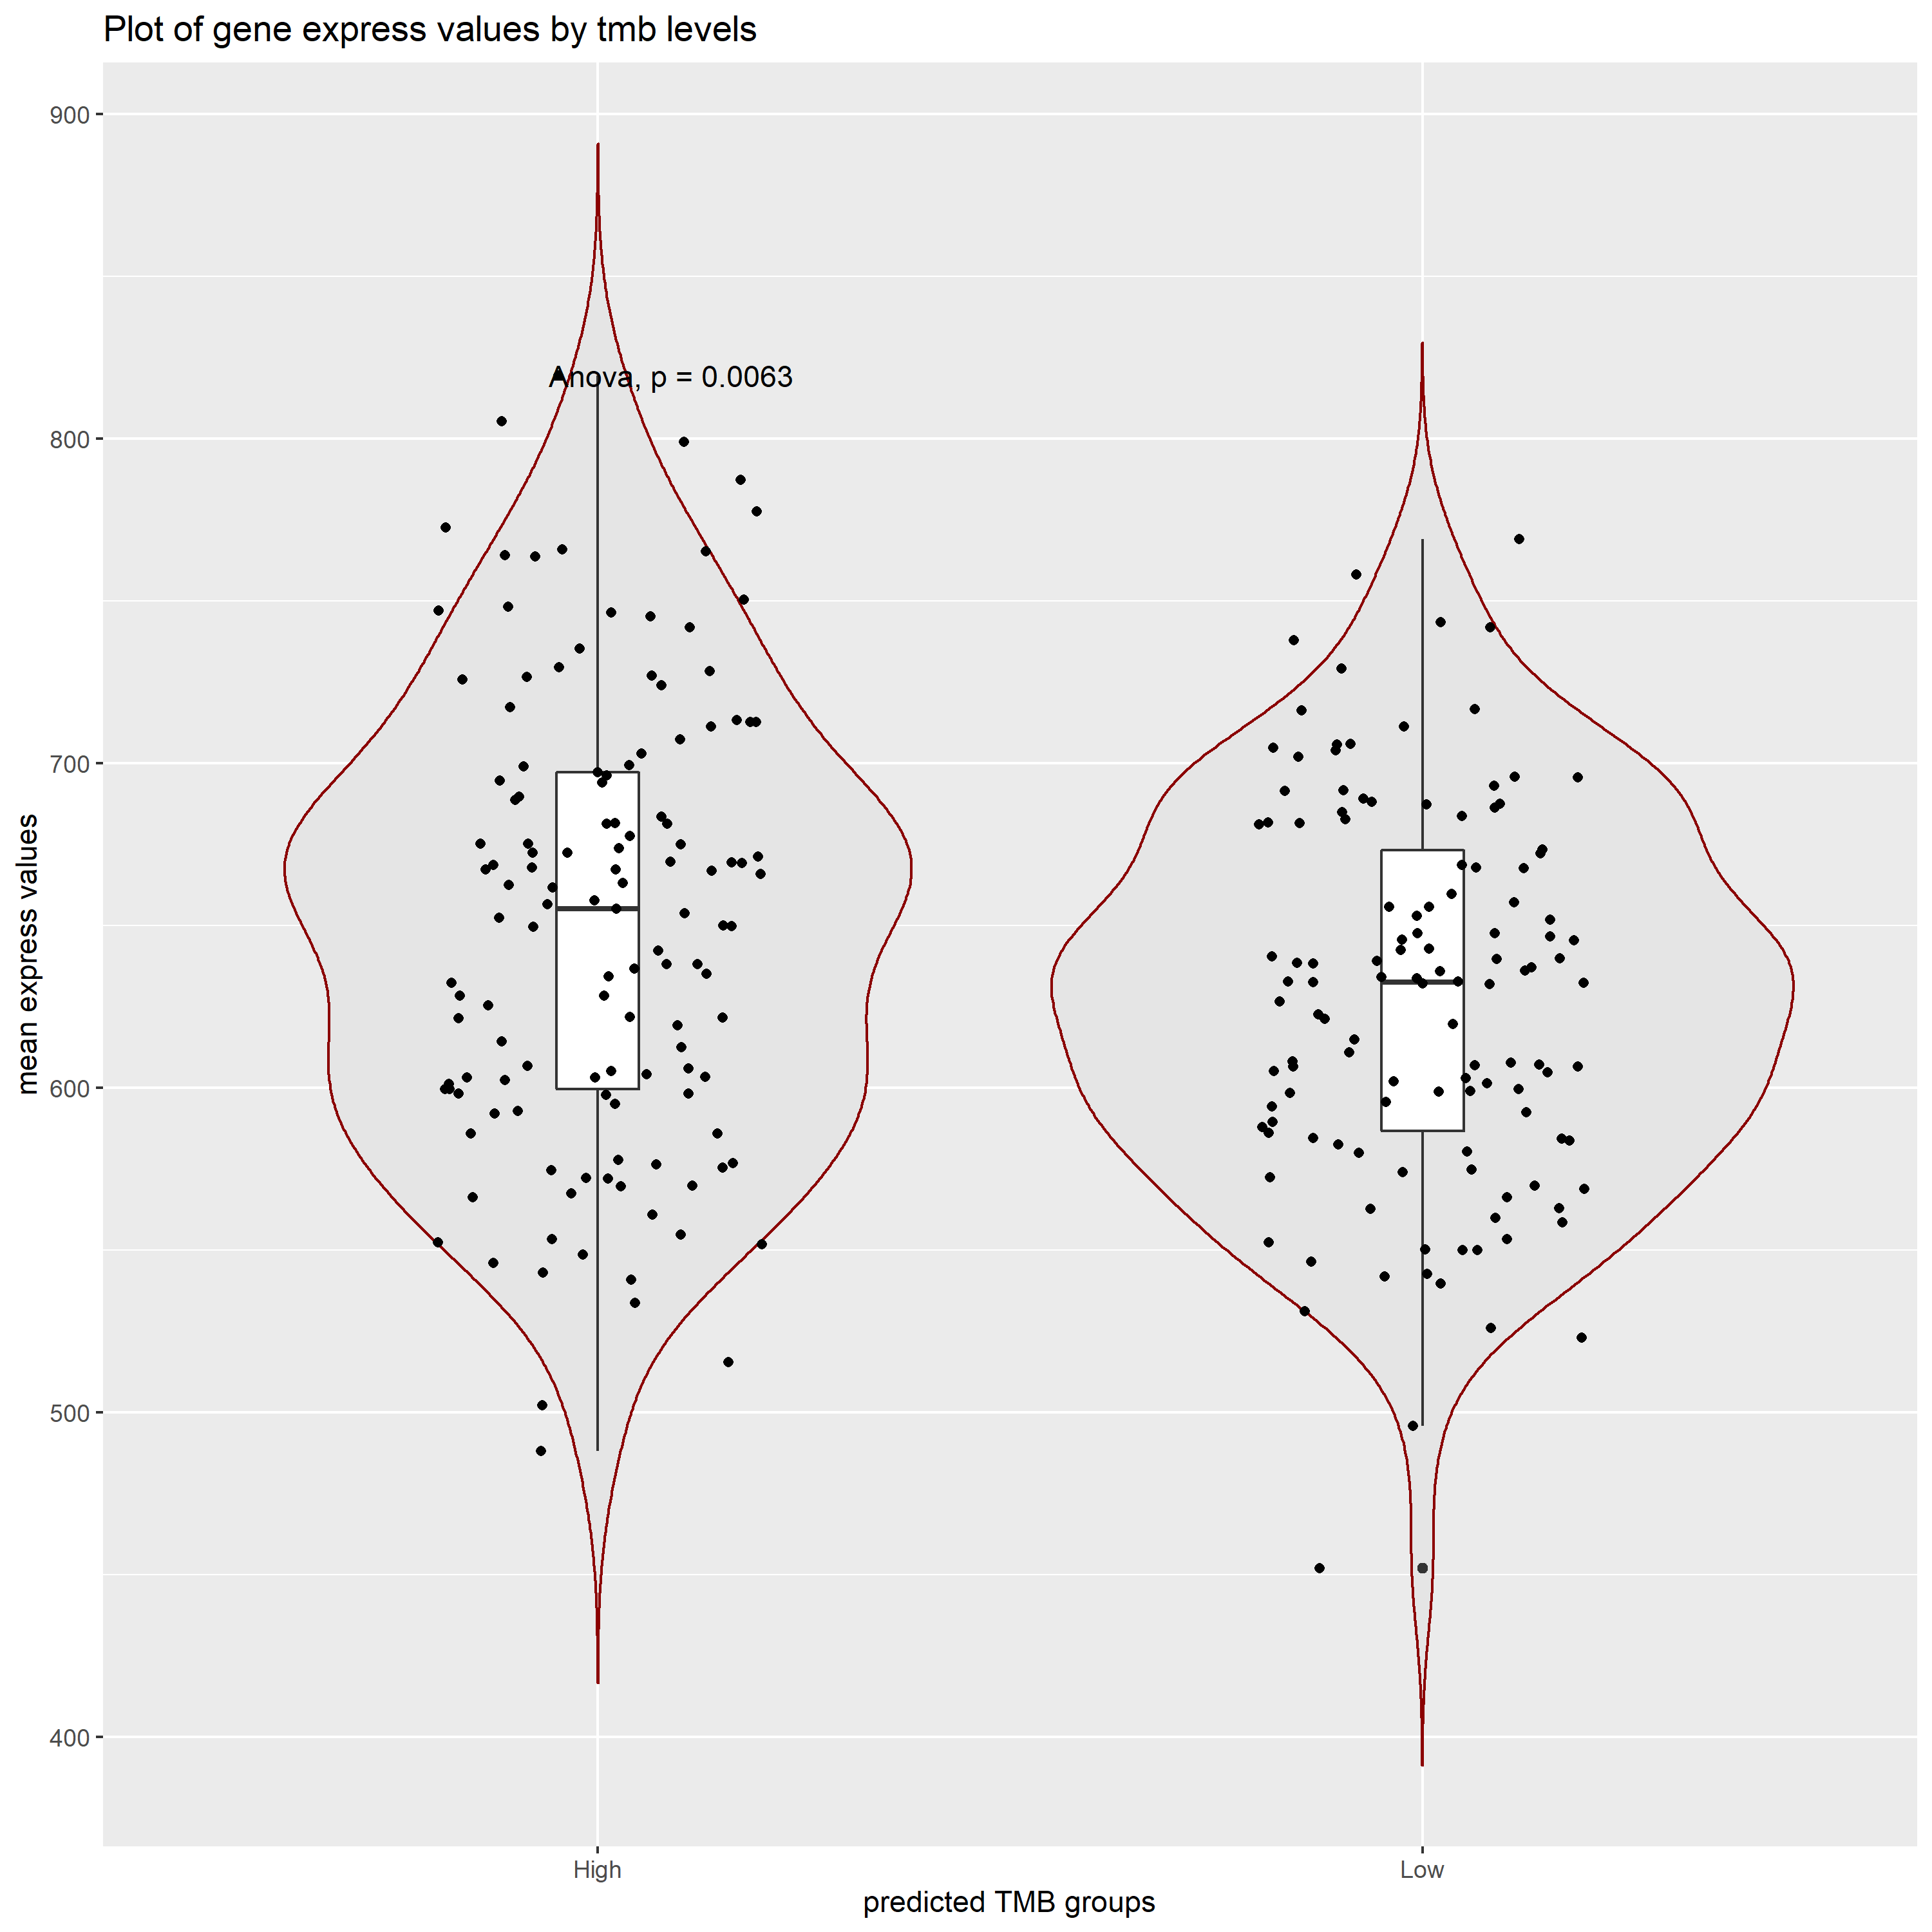 Plot of gene express values by tmb levels
900
800
700
600
500
400
mean express values
Anova, p = 0.0063
High
Low
predicted TMB groups